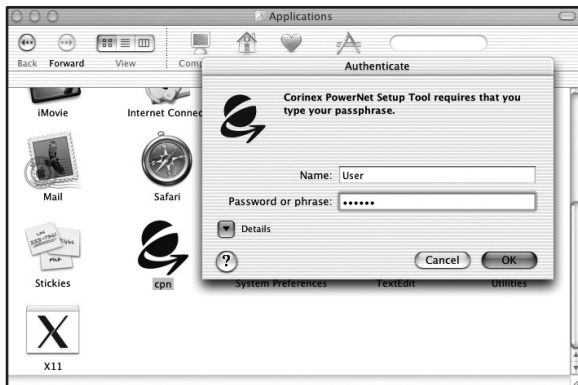 Applications
Back Forward View
Authenticate
Corinex PowerNet Setup Tool requires that you
type your passphrase.
Name: User
Password or phrase: ••••••
Details
? Cancel OK
iMovie Internet Connec
Mail Safari
Stickies cpn System Preferences TextEdit Utilities
X11